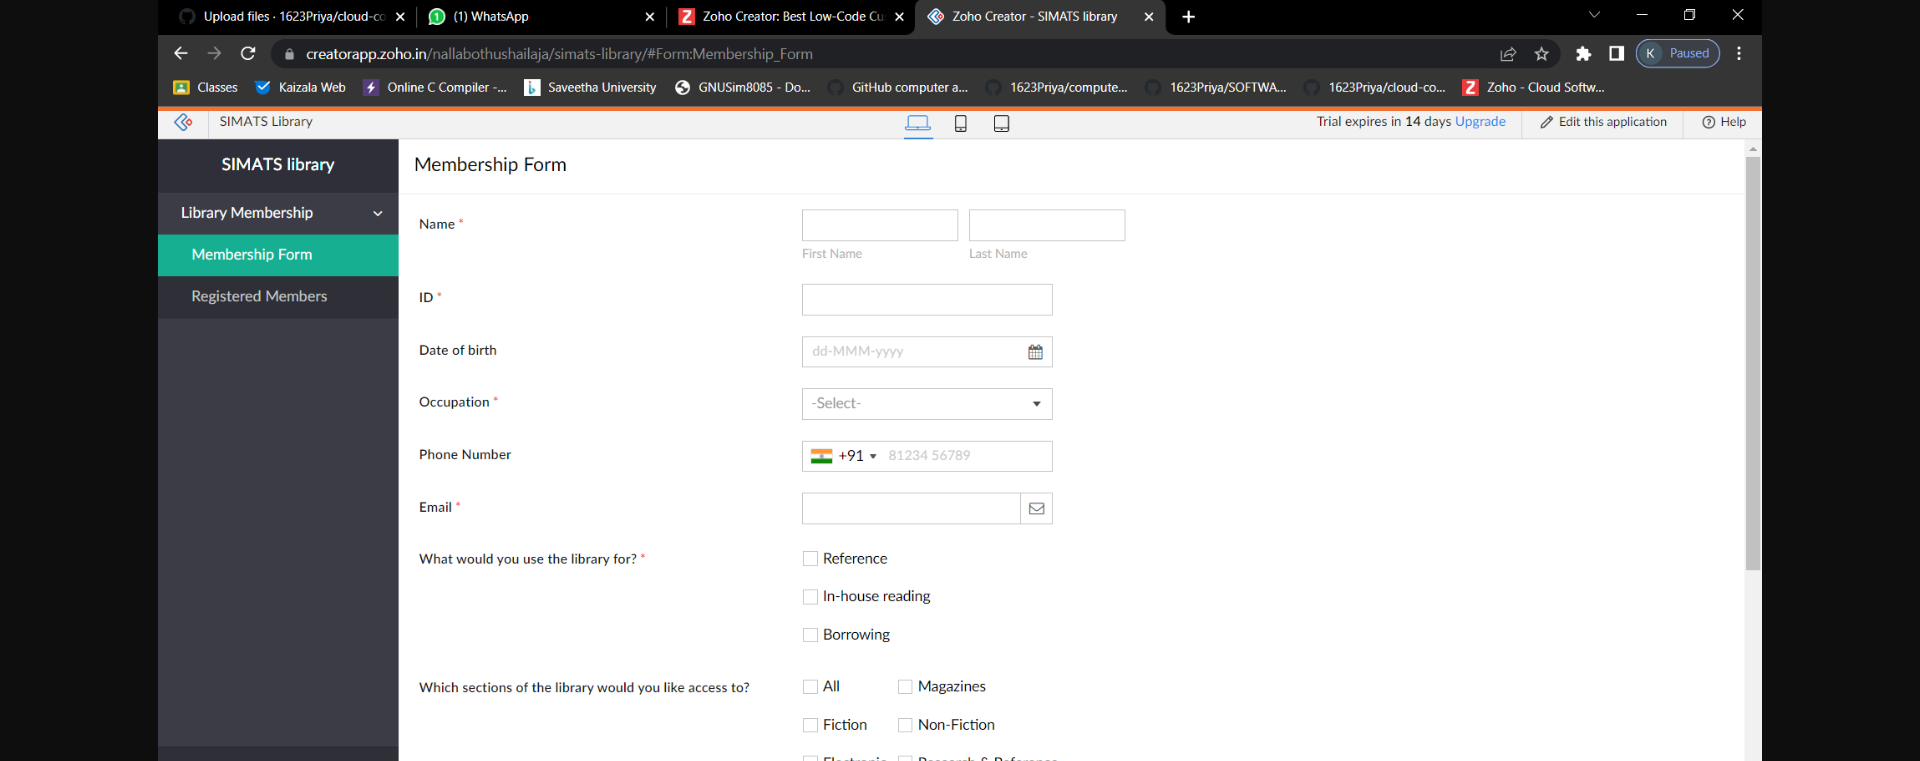 Upload files · 1623Priya/cloud-co
(1) WhatsApp
Zoho Creator: Best Low-Code Cu
Zoho Creator - SIMATS library
creatorapp.zoho.in/nallabothushailaja/simats-library/#Form:Membership_Form
K Paused
Classes
Kaizala Web
Online C Compiler -...
Saveetha University
GNUSim8085 - Do...
GitHub computer a...
1623Priya/compute...
1623Priya/SOFTWA...
1623Priya/cloud-co...
Zoho - Cloud Softw...
SIMATS Library
Trial expires in 14 days Upgrade
Edit this application
Help
SIMATS library
Library Membership
Membership Form
Registered Members
Membership Form
Name *
First Name
Last Name
ID *
Date of birth
dd-MMM-yyyy
Occupation *
-Select-
Phone Number
+91 81234 56789
Email *
What would you use the library for? *
Reference
In-house reading
Borrowing
Which sections of the library would you like access to?
All
Magazines
Fiction
Non-Fiction